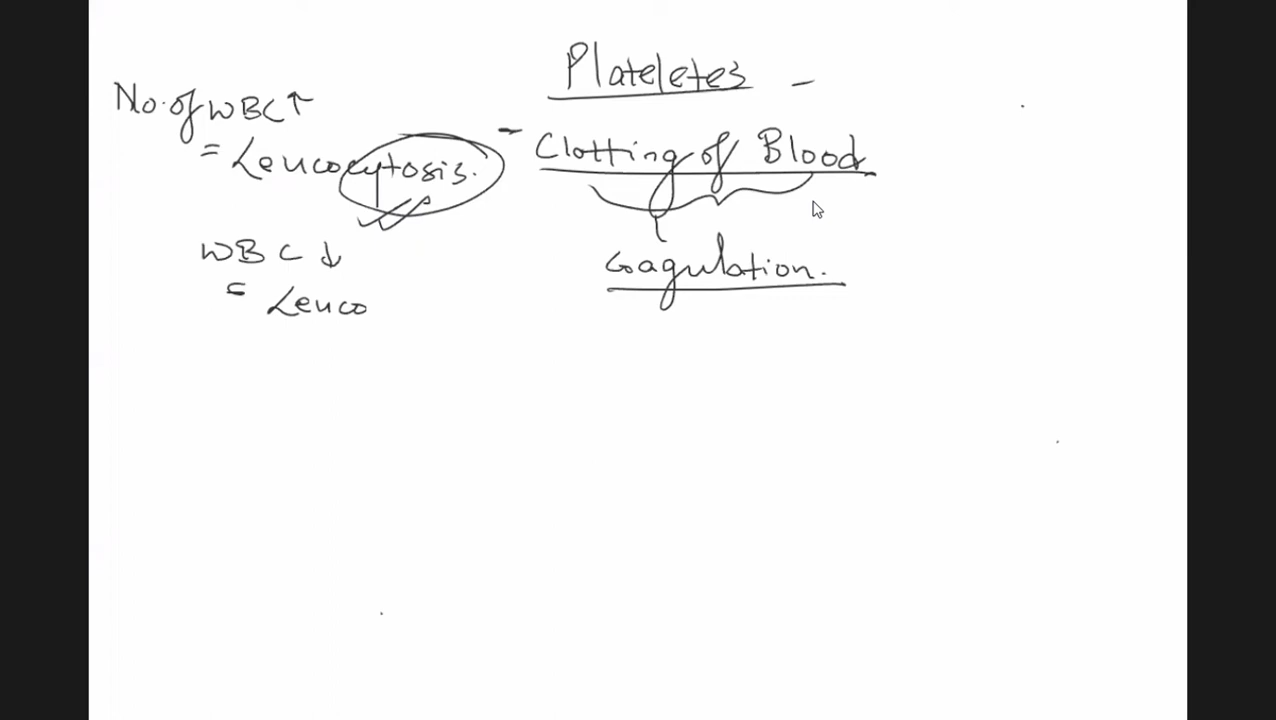 Plateletes -
No. of WBC ↑
= Leucocytosis.
WBC ↓
= Leuco
- Clotting of Blood
Coagulation.